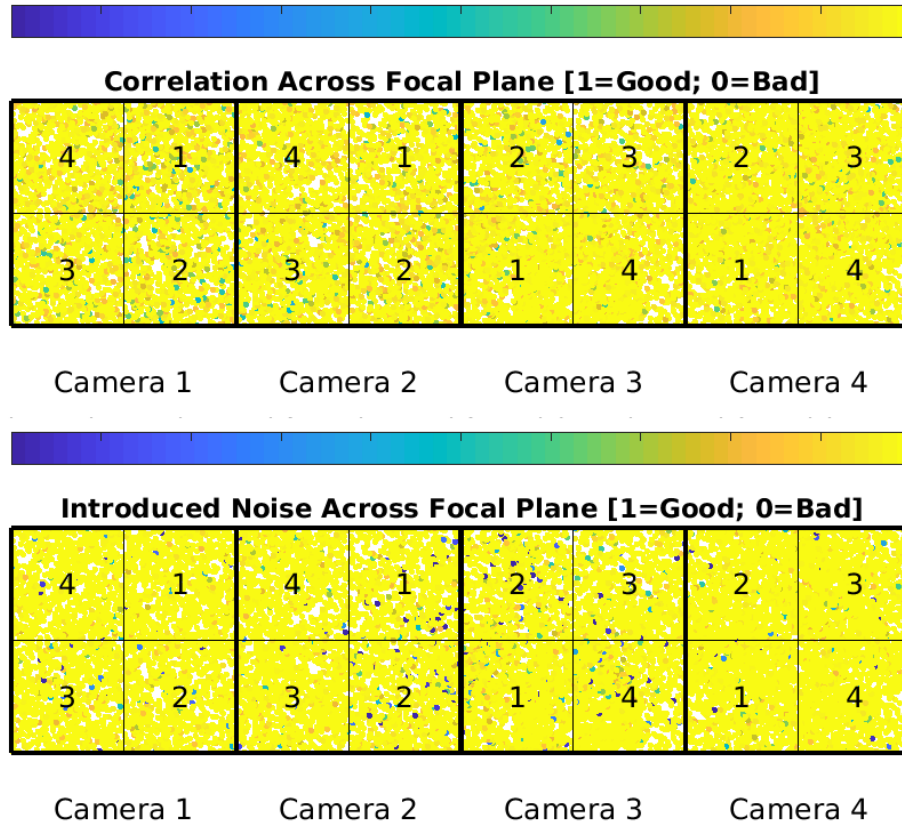 Correlation Across Focal Plane [1=Good; 0=Bad]
4 1 4 1 2 3 2 3
3 2 3 2 1 4 1 4
Camera 1 Camera 2 Camera 3 Camera 4
Introduced Noise Across Focal Plane [1=Good; 0=Bad]
4 1 4 1 2 3 2 3
3 2 3 2 1 4 1 4
Camera 1 Camera 2 Camera 3 Camera 4